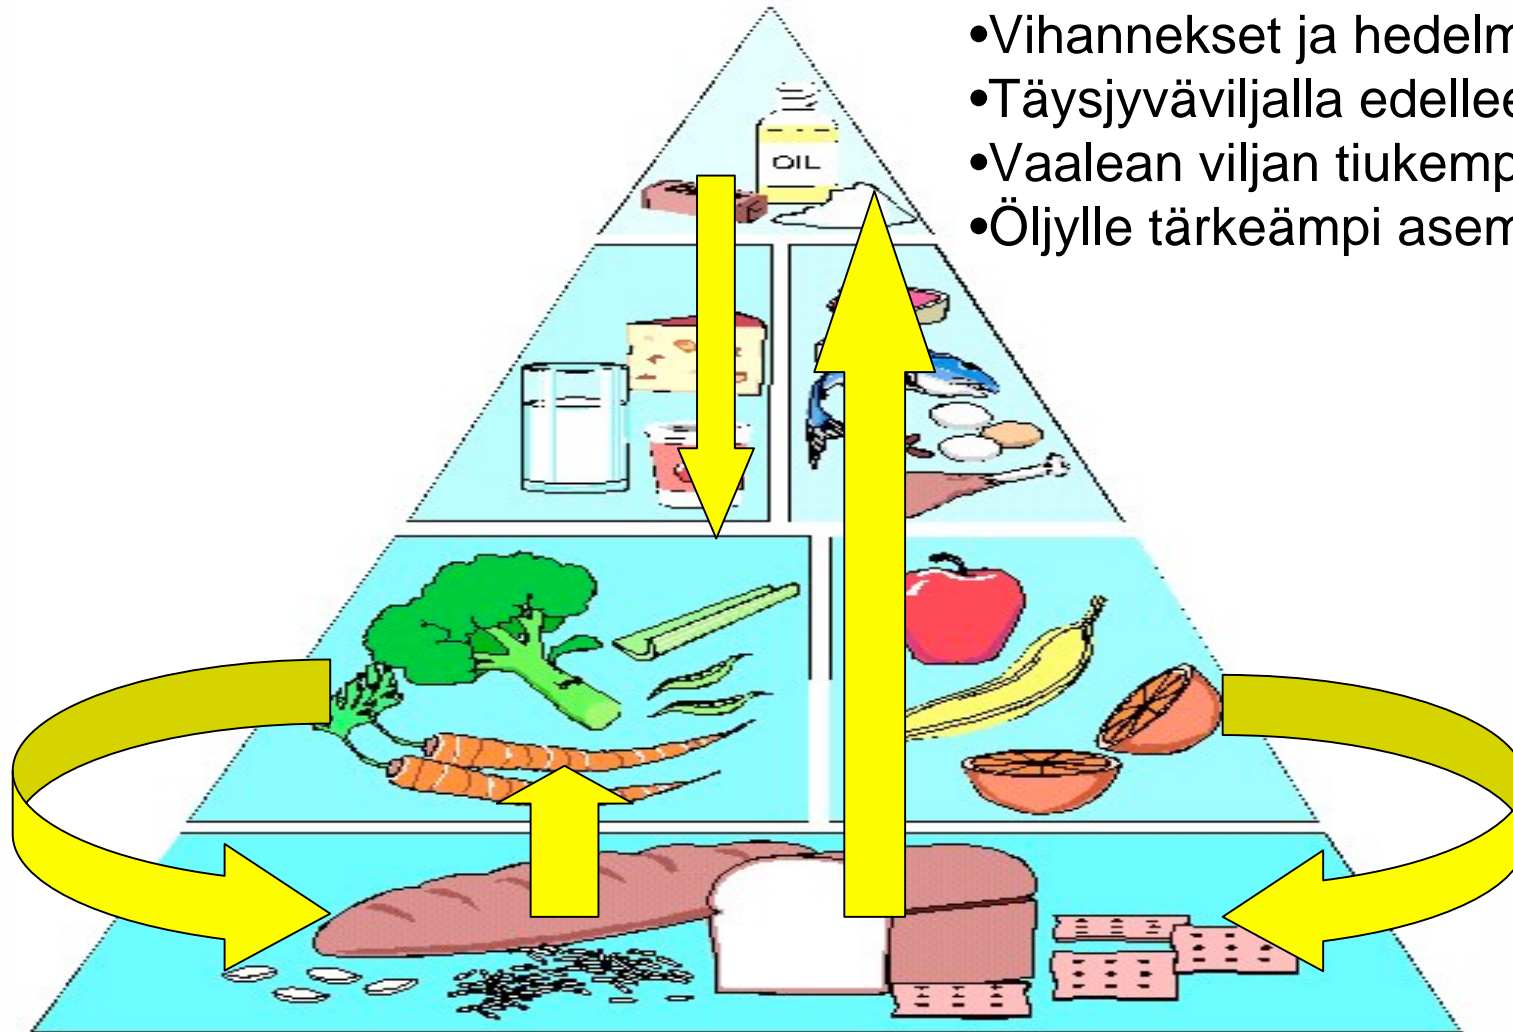 •Vihannekset ja hedelm
•Täysjyväviljalla edellee
•Vaalean viljan tiukemp
•Öljylle tärkeämpi asem
OIL